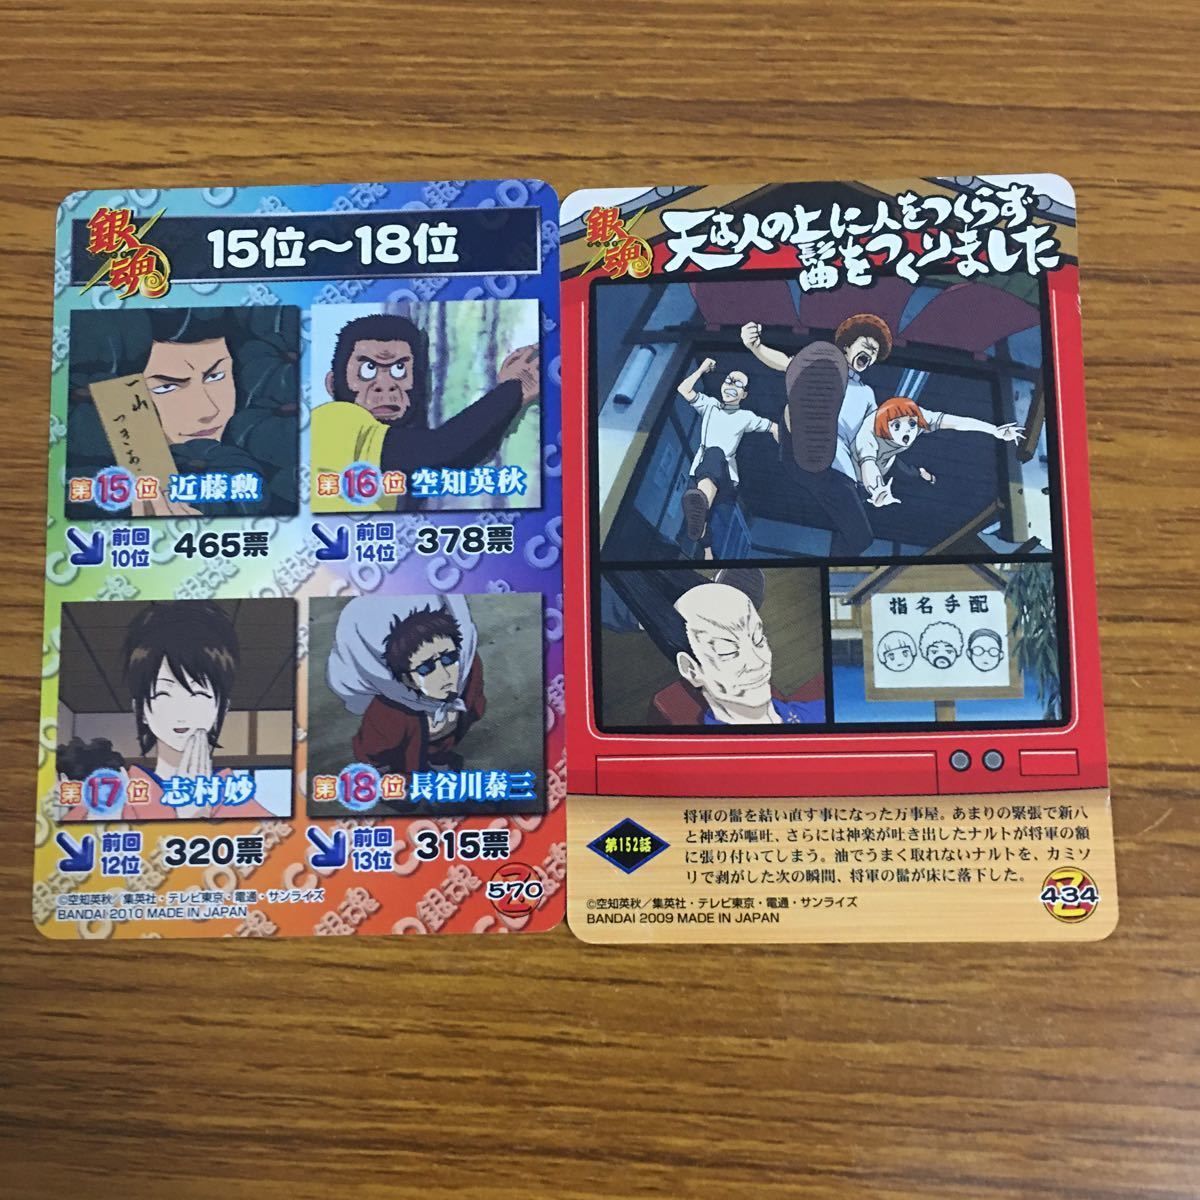 銀魂
15位～18位
第15位 近藤勲
前回10位 465票
第16位 空知英秋
前回14位 378票
第17位 志村妙
前回12位 320票
第18位 長谷川泰三
前回13位 315票
©空知英秋／集英社・テレビ東京・電通・サンライズ
BANDAI 2010 MADE IN JAPAN
570
銀魂
天は人の上に人をつくらず
髷をつくりました
指名手配
第152話
将軍の髷を結い直す事になった万事屋。あまりの緊張で新八
と神楽が嘔吐、さらには神楽が吐き出したナルトが将軍の額
に張り付いてしまう。油でうまく取れないナルトを、カミソ
リで剥がした次の瞬間、将軍の髷が床に落下した。
©空知英秋／集英社・テレビ東京・電通・サンライズ
BANDAI 2009 MADE IN JAPAN
434